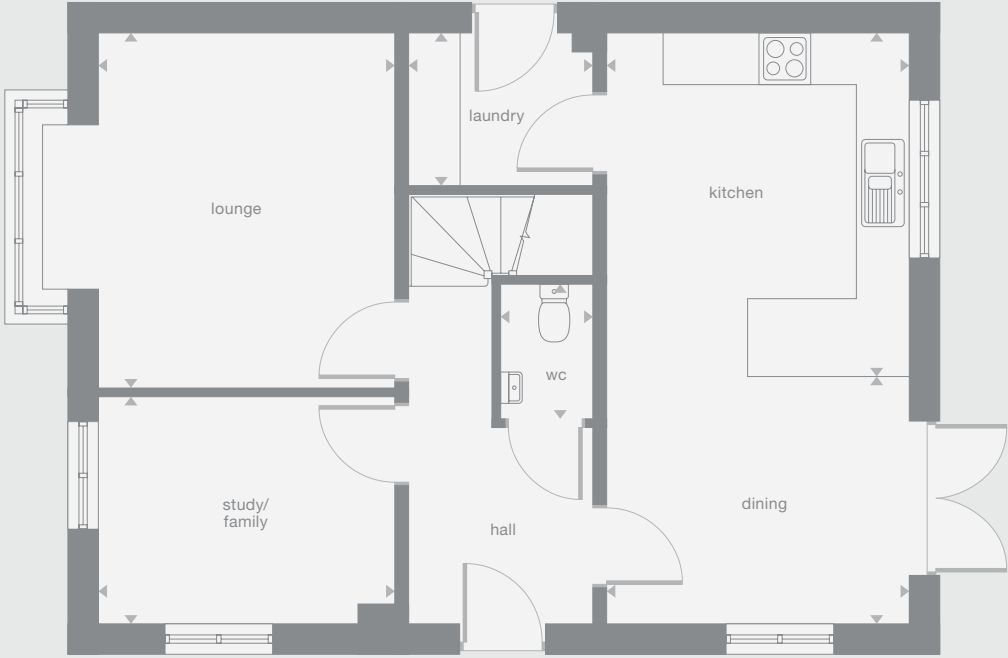 laundry
kitchen
lounge
wc
study/
family
dining
hall